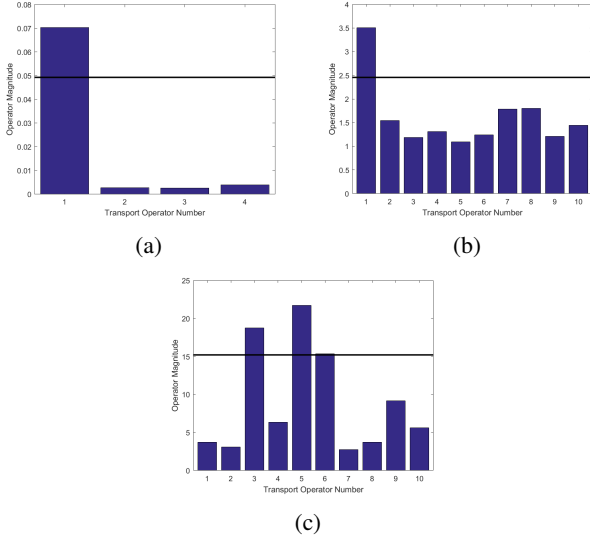 0.08
0.07
0.06
0.05
0.04
0.03
0.02
0.01
0
Operator Magnitude
1 2 3 4
Transport Operator Number
(a)
4
3.5
3
2.5
2
1.5
1
0.5
0
Operator Magnitude
1 2 3 4 5 6 7 8 9 10
Transport Operator Number
(b)
25
20
15
10
5
0
Operator Magnitude
1 2 3 4 5 6 7 8 9 10
Transport Operator Number
(c)